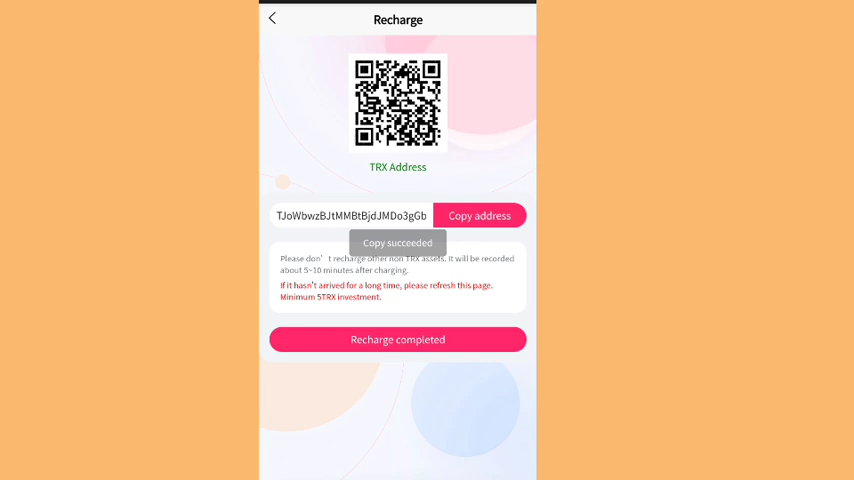 Recharge
TRX Address
TJoWbwzBJtMMBtBjdJMDo3gGb
Copy address
Copy succeeded
Please don't recharge other non TRX assets. It will be recorded
about 5~10 minutes after charging.
If it hasn't arrived for a long time, please refresh this page.
Minimum 5TRX investment.
Recharge completed